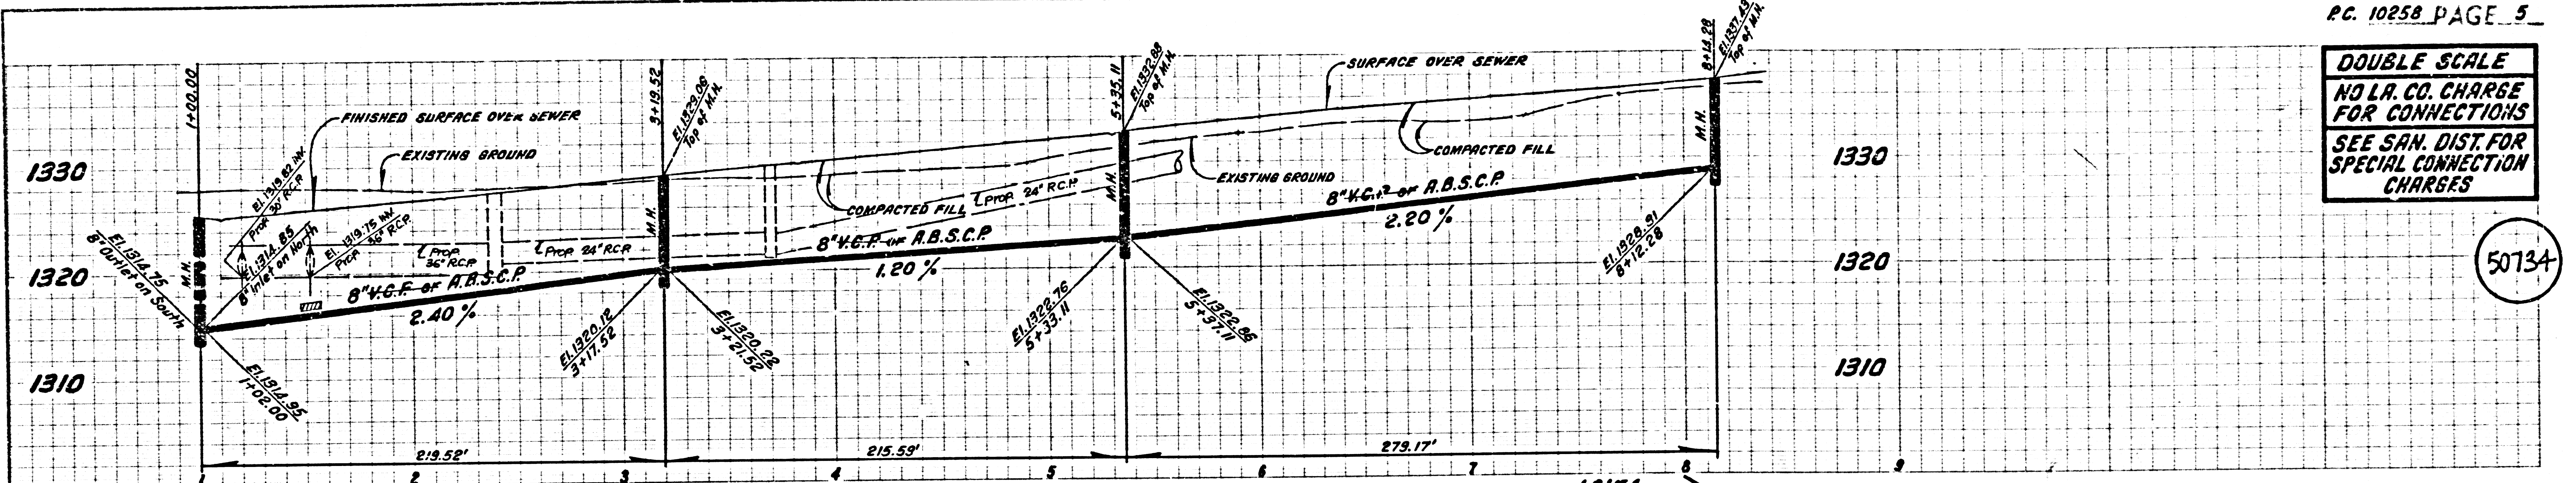 P.C. 10258 PAGE 5
DOUBLE SCALE
NO LA. CO. CHARGE
FOR CONNECTIONS
SEE SAN. DIST. FOR
SPECIAL CONNECTION
CHARGES
50734
1+00.00
3+19.52
El. 1329.06
Top of M.H.
5+35.11
El. 1332.88
Top of M.H.
8+14.28
El. 1337.43
Top of M.H.
FINISHED SURFACE OVER SEWER
EXISTING GROUND
SURFACE OVER SEWER
COMPACTED FILL
EXISTING GROUND
COMPACTED FILL
1330
1330
1320
1320
1310
1310
M.H.
M.H.
M.H.
M.H.
El. 1319.82 INV.
Prop. 30" R.C.P.
El. 1314.85
8" Inlet on North
El. 1319.75 INV.
Prop. 36" R.C.P.
El. 1314.75
8" Outlet on South
Prop. 36" R.C.P.
Prop. 24" R.C.P.
Prop. 24" R.C.P.
8" V.C.P. or A.B.S.C.P.
2.40 %
8" V.C.P. or A.B.S.C.P.
1.20 %
8" V.C.P. or A.B.S.C.P.
2.20 %
El. 1314.95
1+02.00
El. 1320.12
3+17.52
El. 1320.22
3+21.52
El. 1322.76
5+33.11
El. 1322.86
5+37.11
El. 1328.91
8+12.28
219.52'
215.59'
279.17'
1 2 3 4 5 6 7 8 9